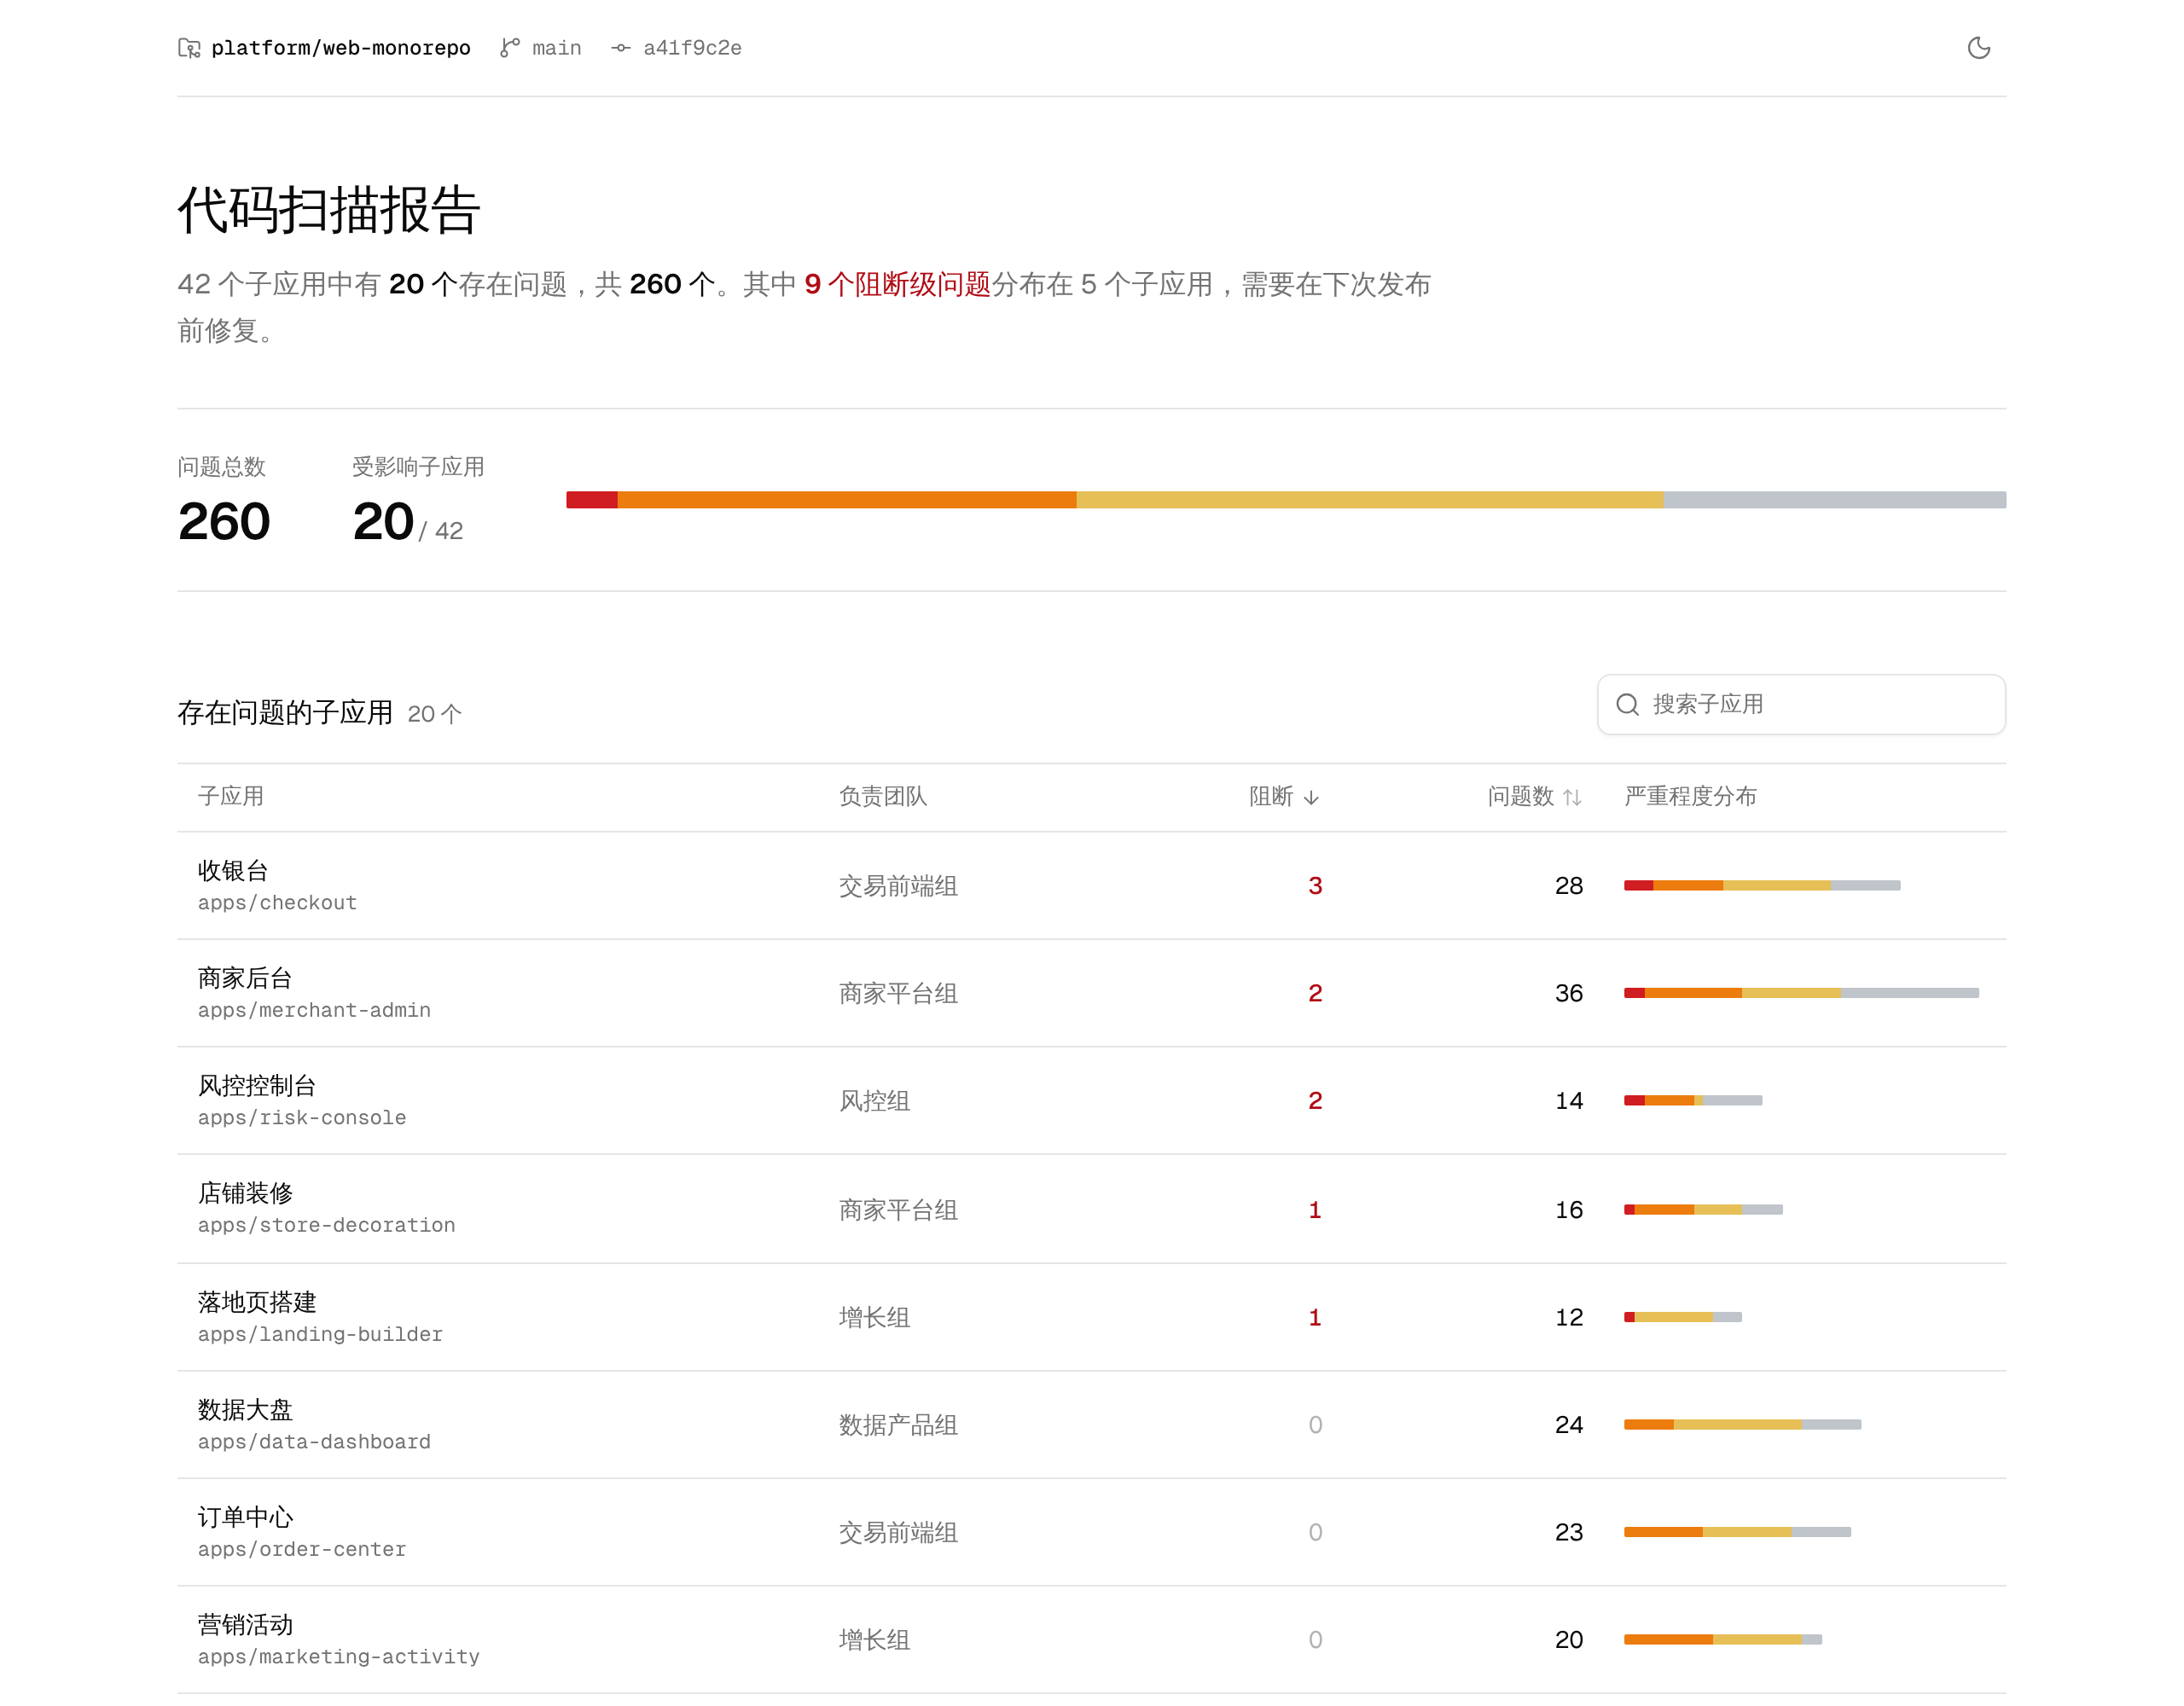 platform/web-monorepo main a41f9c2e
代码扫描报告
42 个子应用中有 20 个存在问题，共 260 个。其中 9 个阻断级问题分布在 5 个子应用，需要在下次发布
前修复。
问题总数 受影响子应用
260 20 / 42
存在问题的子应用 20 个 搜索子应用
子应用 负责团队 阻断 问题数 严重程度分布
收银台
apps/checkout 交易前端组 3 28
商家后台
apps/merchant-admin 商家平台组 2 36
风控控制台
apps/risk-console 风控组 2 14
店铺装修
apps/store-decoration 商家平台组 1 16
落地页搭建
apps/landing-builder 增长组 1 12
数据大盘
apps/data-dashboard 数据产品组 0 24
订单中心
apps/order-center 交易前端组 0 23
营销活动
apps/marketing-activity 增长组 0 20